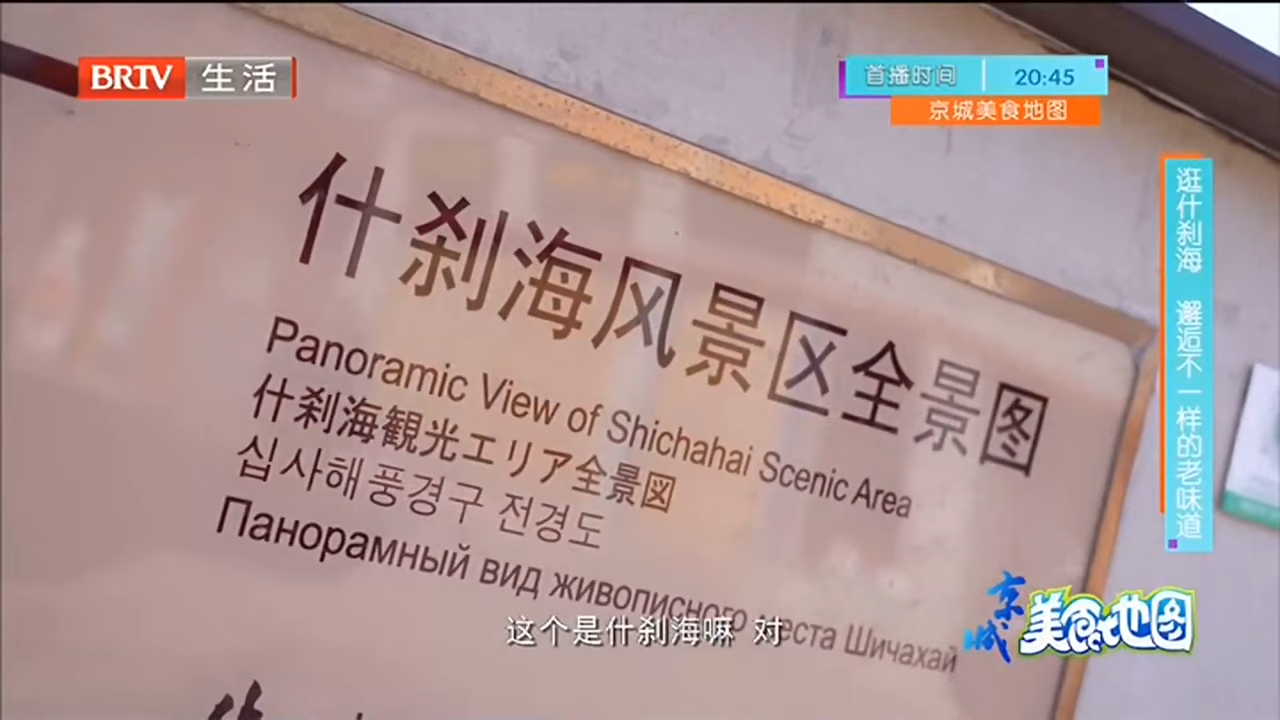 BRTV 生活
首播时间 20:45
京城美食地图
逛什刹海 邂逅不一样的老味道
什刹海风景区全景图
Panoramic View of Shichahai Scenic Area
什刹海観光エリア全景図
십사해풍경구 전경도
Панорамный вид живописного места Шичахай
这个是什刹海嘛 对
京城美食地图